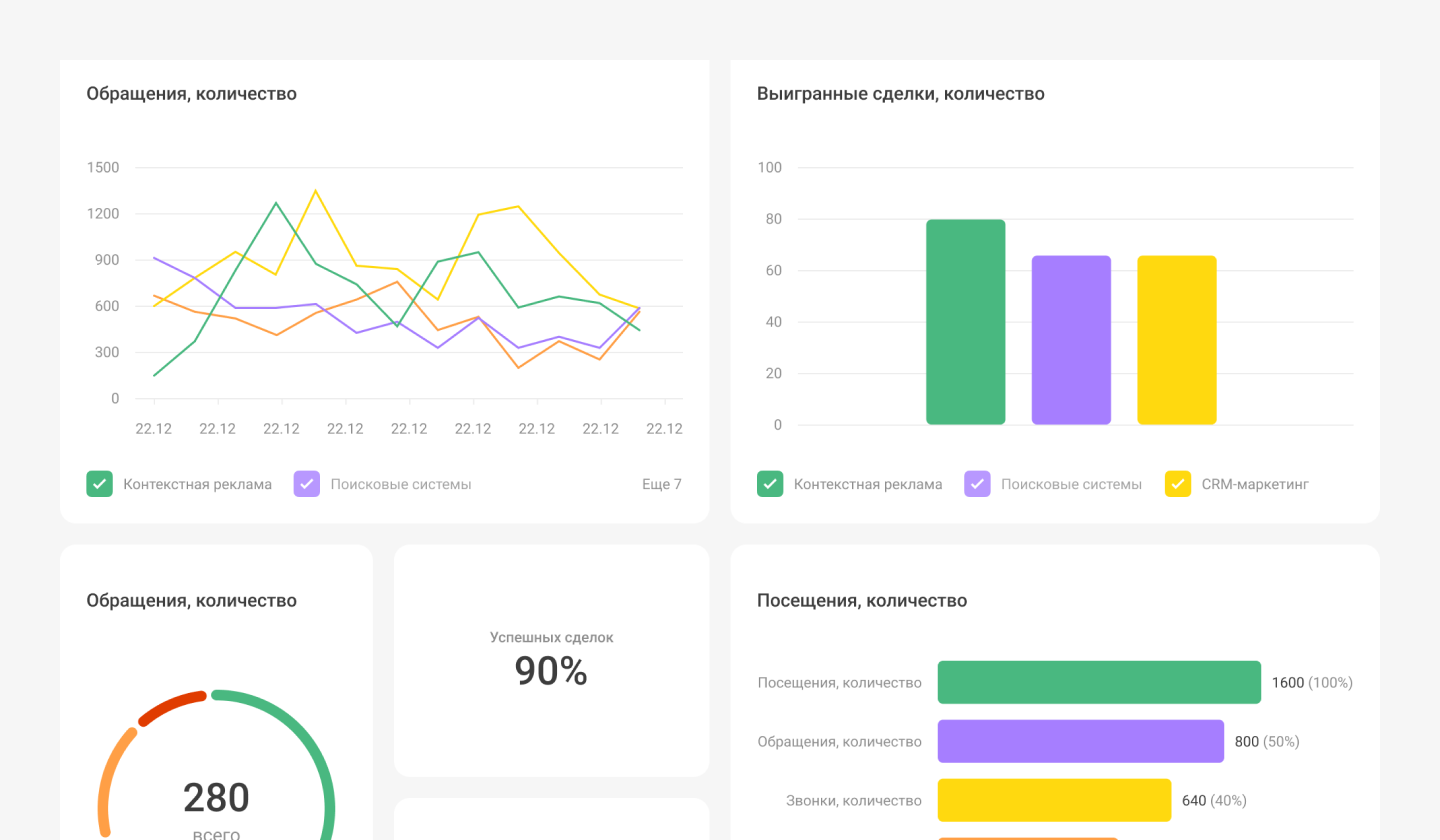 Обращения, количество
1500
1200
900
600
300
0
22.12 22.12 22.12 22.12 22.12 22.12 22.12 22.12 22.12
Контекстная реклама Поисковые системы Еще 7
Выигранные сделки, количество
100
80
60
40
20
0
Контекстная реклама Поисковые системы CRM-маркетинг
Обращения, количество
280
всего
Успешных сделок
90%
Посещения, количество
Посещения, количество 1600 (100%)
Обращения, количество 800 (50%)
Звонки, количество 640 (40%)